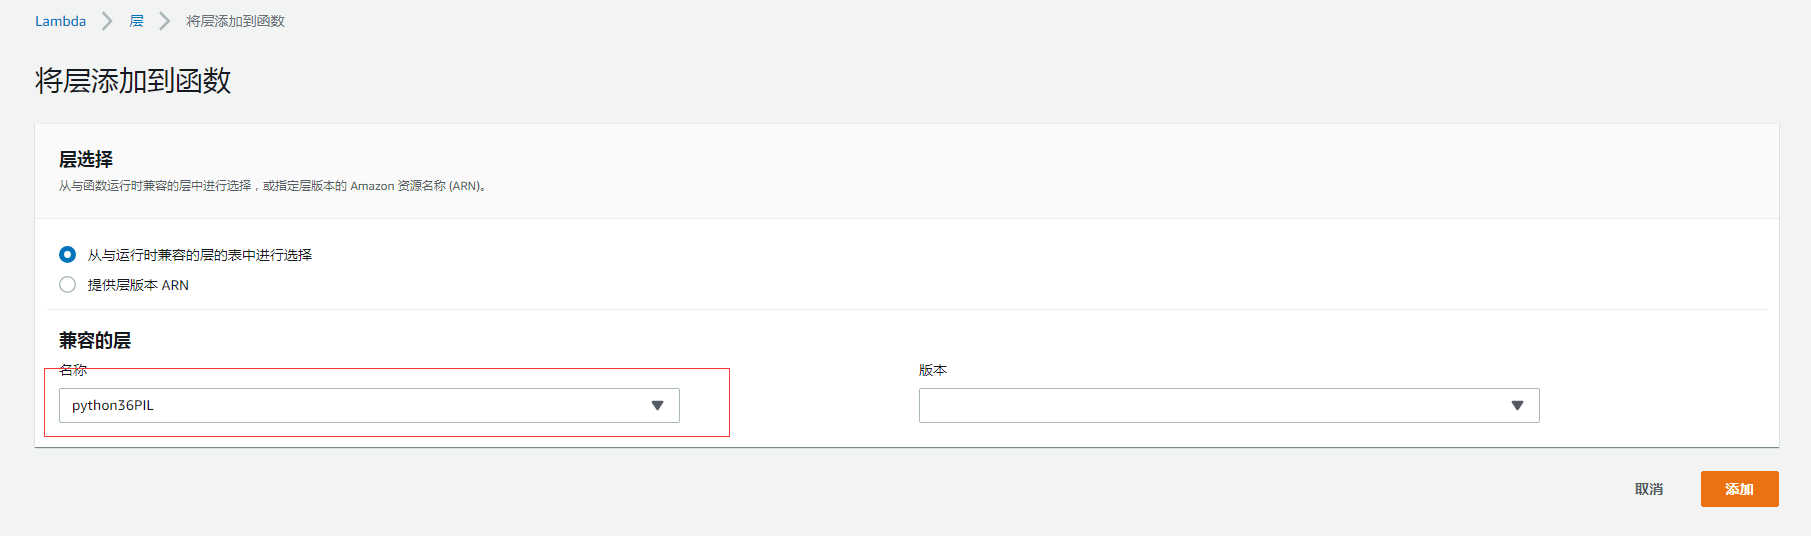 Lambda 层 将层添加到函数
将层添加到函数
层选择
从与函数运行时兼容的层中进行选择，或指定层版本的 Amazon 资源名称 (ARN)。
从与运行时兼容的层的表中进行选择
提供层版本 ARN
兼容的层
名称 版本
python36PIL
取消 添加